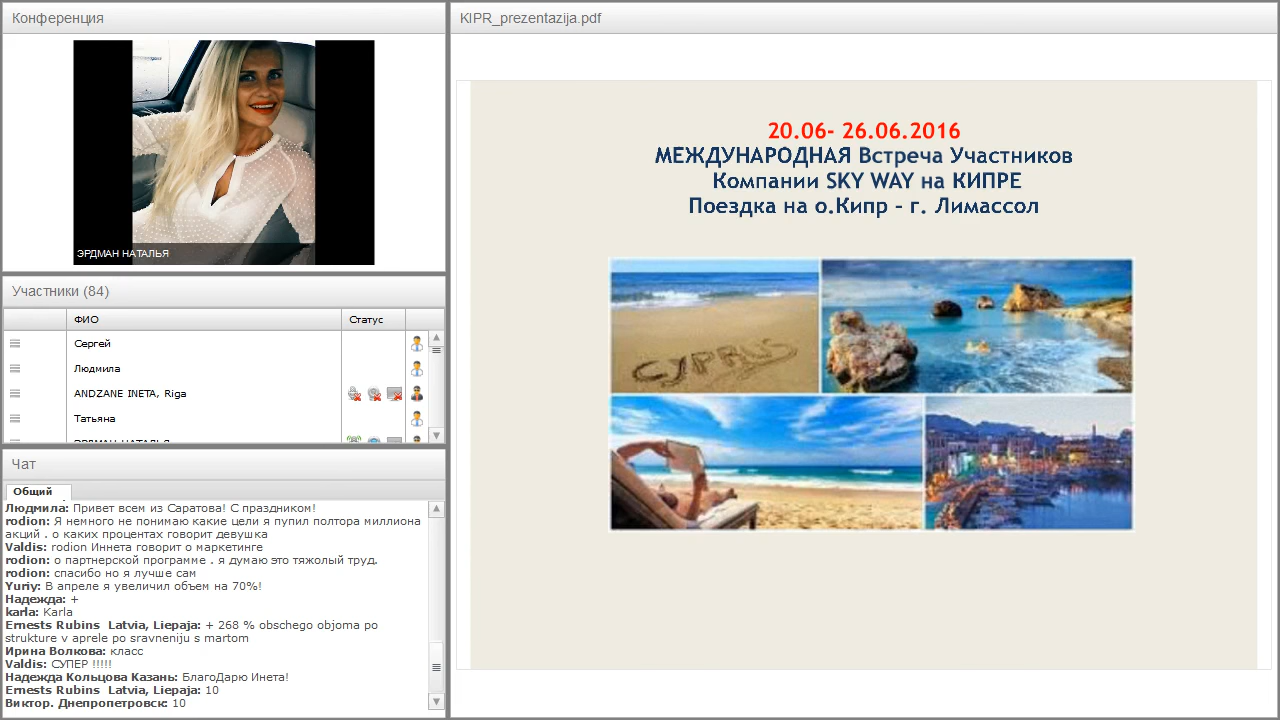 Конференция
ЭРДМАН НАТАЛЬЯ
Участники (84)
ФИО
Статус
Сергей
Людмила
ANDZANE INETA, Riga
Татьяна
ЭРДМАН НАТАЛЬЯ
Чат
Общий
Людмила: Привет всем из Саратова! С праздником!
rodion: Я немного не понимаю какие цели я пупил полтора миллиона
акций . о каких процентах говорит девушка
Valdis: rodion Иннета говорит о маркетинге
rodion: о партнерской программе . я думаю это тяжолый труд.
rodion: спасибо но я лучше сам
Yuriy: В апреле я увеличил объем на 70%!
Надежда: +
karla: Karla
Ernests Rubins Latvia, Liepaja: + 268 % obschego objoma po
strukture v aprele po sravneniju s martom
Ирина Волкова: класс
Valdis: СУПЕР !!!!!
Надежда Кольцова Казань: БлагоДарю Инета!
Ernests Rubins Latvia, Liepaja: 10
Виктор. Днепропетровск: 10
KIPR_prezentazija.pdf
20.06- 26.06.2016
МЕЖДУНАРОДНАЯ Встреча Участников
Компании SKY WAY на КИПРЕ
Поездка на о.Кипр – г. Лимассол
CYPRUS